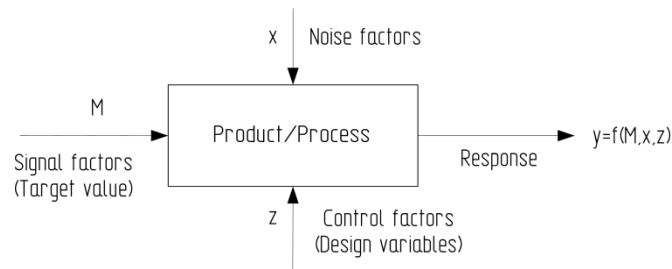 x
Noise factors
M
Product/Process
y=f(M,x,z)
Signal factors
(Target value)
Response
z
Control factors
(Design variables)